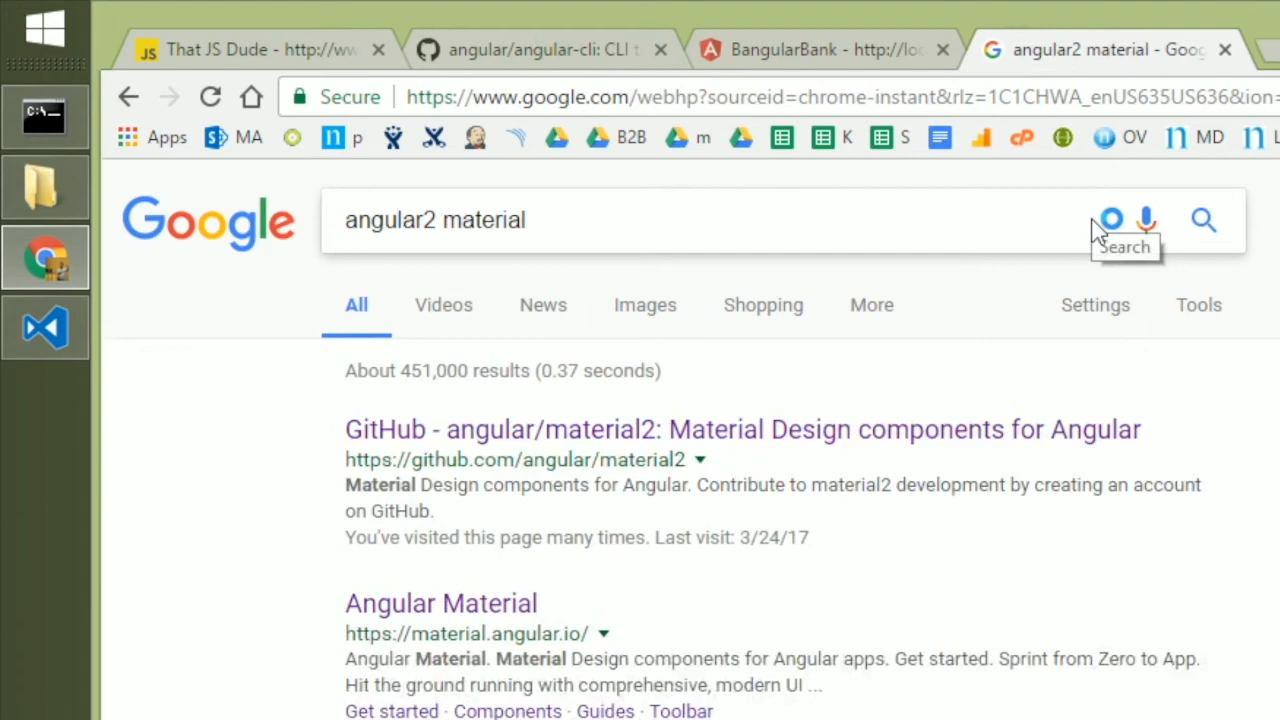 That JS Dude - http://ww
angular/angular-cli: CLI t
BangularBank - http://loc
angular2 material - Goog
Secure
https://www.google.com/webhp?sourceid=chrome-instant&rlz=1C1CHWA_enUS635US636&ion=
Apps
MA
p
B2B
m
K
S
OV
MD
Google
angular2 material
Search
All
Videos
News
Images
Shopping
More
Settings
Tools
About 451,000 results (0.37 seconds)
GitHub - angular/material2: Material Design components for Angular
https://github.com/angular/material2
Material Design components for Angular. Contribute to material2 development by creating an account
on GitHub.
You've visited this page many times. Last visit: 3/24/17
Angular Material
https://material.angular.io/
Angular Material. Material Design components for Angular apps. Get started. Sprint from Zero to App.
Hit the ground running with comprehensive, modern UI ...
Get started · Components · Guides · Toolbar